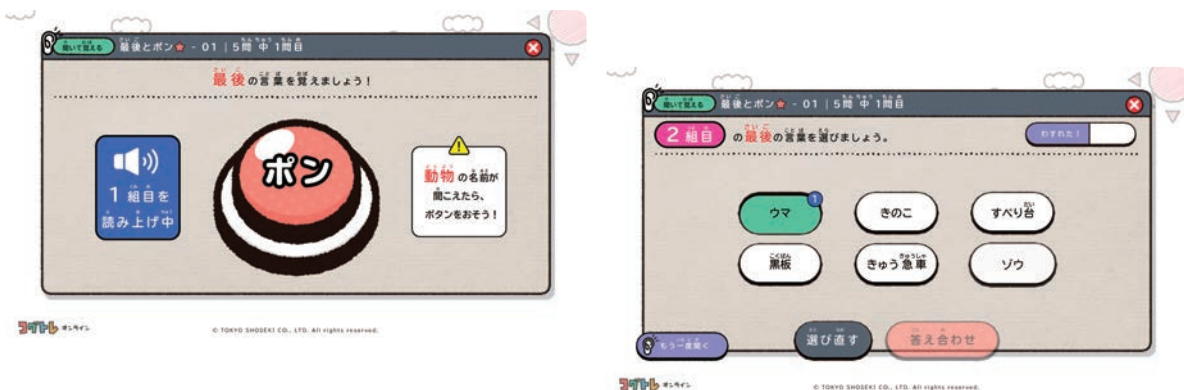 聞いて覚える 最後とポン - 01 | 5問 中 1問目
最後の言葉を覚えましょう!
1 組目を
読み上げ中
ポン
動物の名前が
聞こえたら、
ボタンをおそう!
コグトレ オンライン
© TOKYO SHOSEKI CO., LTD. All rights reserved.
聞いて覚える 最後とポン - 01 | 5問 中 1問目
2 組目 の最後の言葉を選びましょう。
わすれた!
ウマ 1
きのこ
すべり台
黒板
きゅう急車
ゾウ
もう一度聞く
選び直す
答え合わせ
コグトレ オンライン
© TOKYO SHOSEKI CO., LTD. All rights reserved.